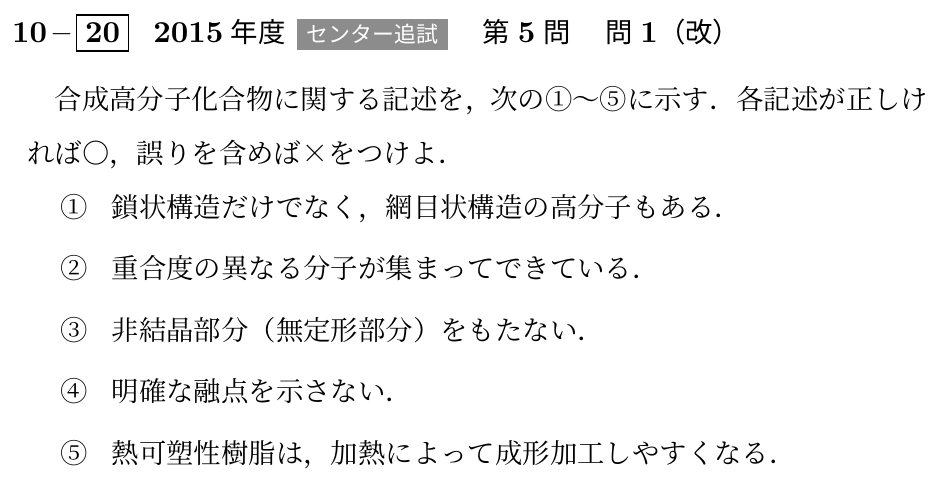 10－20 2015 年度 センター追試 第 5 問 問 1（改）
合成高分子化合物に関する記述を，次の①～⑤に示す．各記述が正しけ
れば○，誤りを含めば×をつけよ．
① 鎖状構造だけでなく，網目状構造の高分子もある．
② 重合度の異なる分子が集まってできている．
③ 非結晶部分（無定形部分）をもたない．
④ 明確な融点を示さない．
⑤ 熱可塑性樹脂は，加熱によって成形加工しやすくなる．